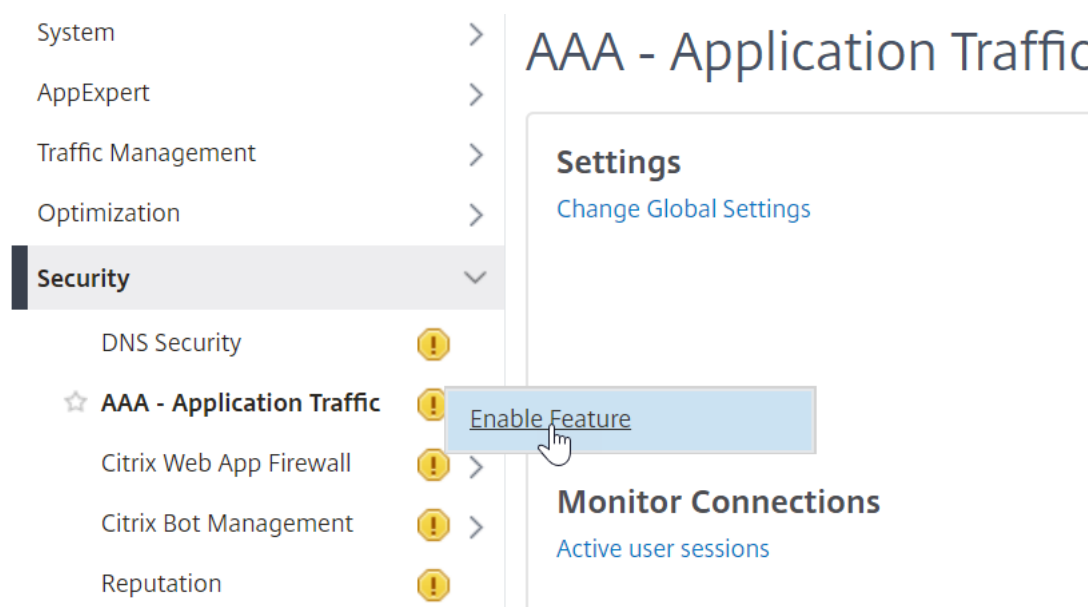 System
AppExpert
Traffic Management
Optimization
Security
DNS Security
AAA - Application Traffic
Citrix Web App Firewall
Citrix Bot Management
Reputation
Enable Feature
AAA - Application Traffic
Settings
Change Global Settings
Monitor Connections
Active user sessions